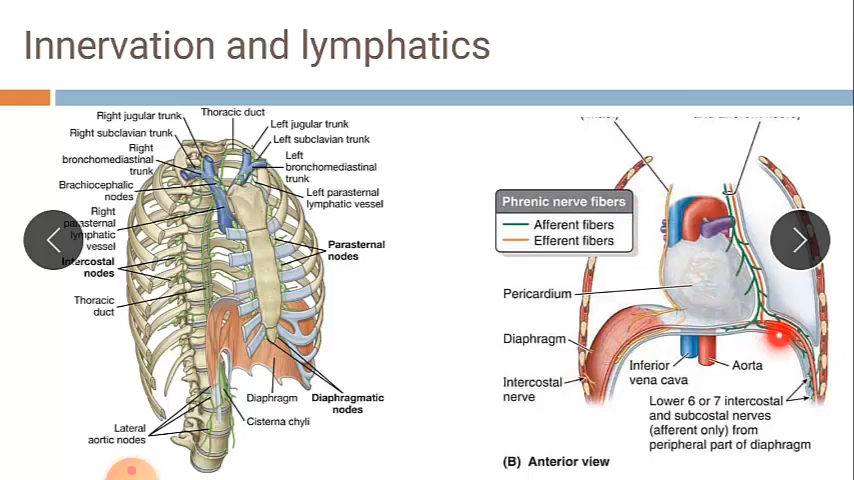 Innervation and lymphatics
Right jugular trunk
Thoracic duct
Left jugular trunk
Right subclavian trunk
Left subclavian trunk
Right
bronchomediastinal
trunk
Left
bronchomediastinal
trunk
Brachiocephalic
nodes
Left parasternal
lymphatic vessel
Right
parasternal
lymphatic
vessel
Parasternal
nodes
Intercostal
nodes
Thoracic
duct
Diaphragm
Diaphragmatic
nodes
Cisterna chyli
Lateral
aortic nodes
Phrenic nerve fibers
Afferent fibers
Efferent fibers
Pericardium
Diaphragm
Inferior
vena cava
Aorta
Intercostal
nerve
Lower 6 or 7 intercostal
and subcostal nerves
(afferent only) from
peripheral part of diaphragm
(B) Anterior view